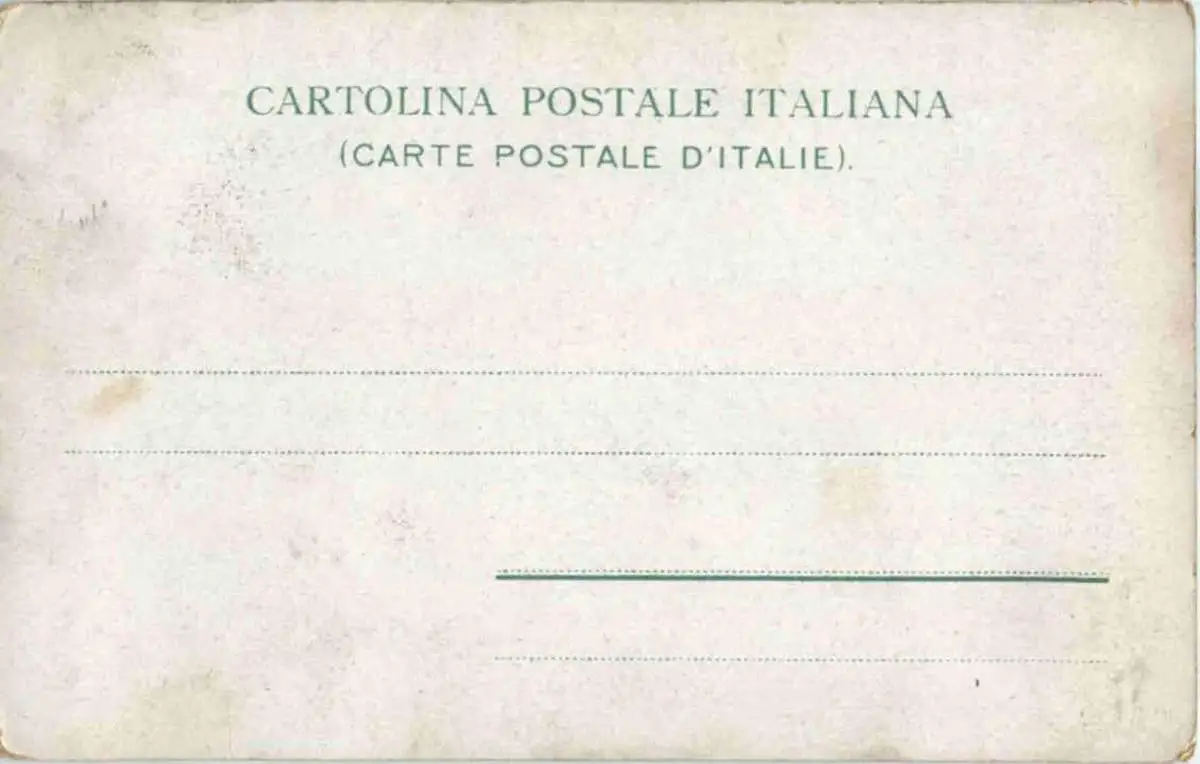 CARTOLINA POSTALE ITALIANA
(CARTE POSTALE D'ITALIE).